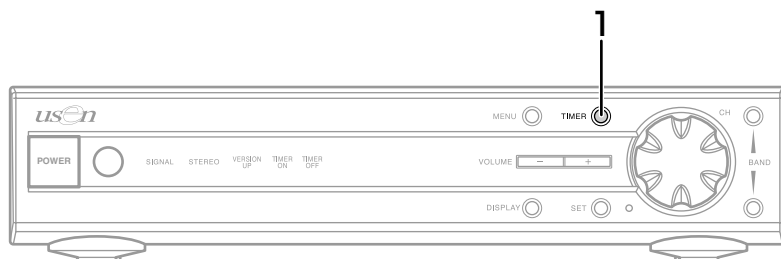 1
usen
MENU
TIMER
CH
POWER
SIGNAL
STEREO
VERSION
UP
TIMER
ON
TIMER
OFF
VOLUME
−
+
BAND
DISPLAY
SET